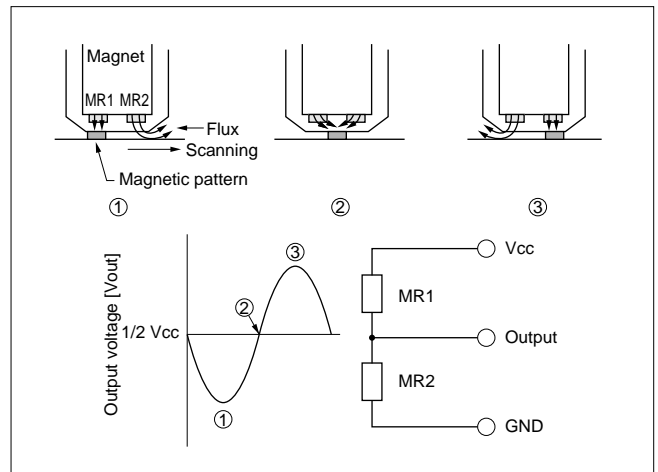 Magnet
MR1 MR2
Flux
Scanning
Magnetic pattern
①
②
③
Output voltage [Vout]
1/2 Vcc
①
②
③
Vcc
MR1
Output
MR2
GND